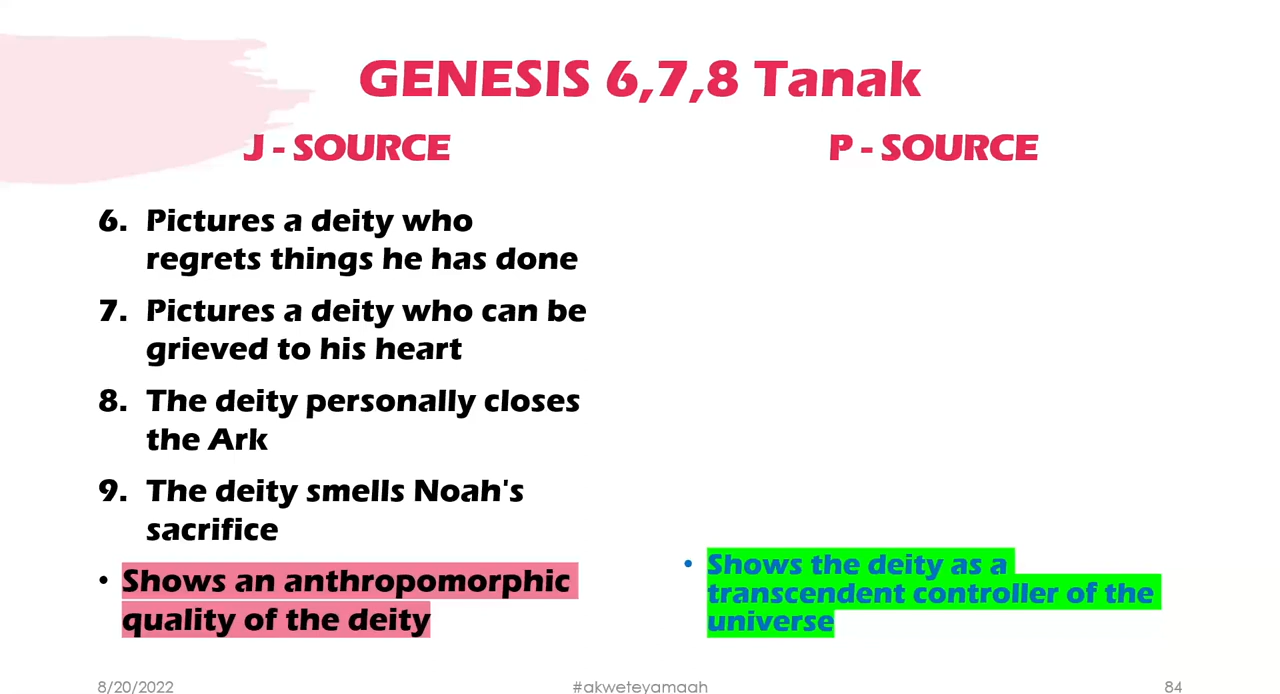 GENESIS 6,7,8 Tanak
J - SOURCE
6. Pictures a deity who
regrets things he has done
7. Pictures a deity who can be
grieved to his heart
8. The deity personally closes
the Ark
9. The deity smells Noah's
sacrifice
• Shows an anthropomorphic
quality of the deity
P - SOURCE
• Shows the deity as a
transcendent controller of the
universe
8/20/2022
#akweteyamaah
84